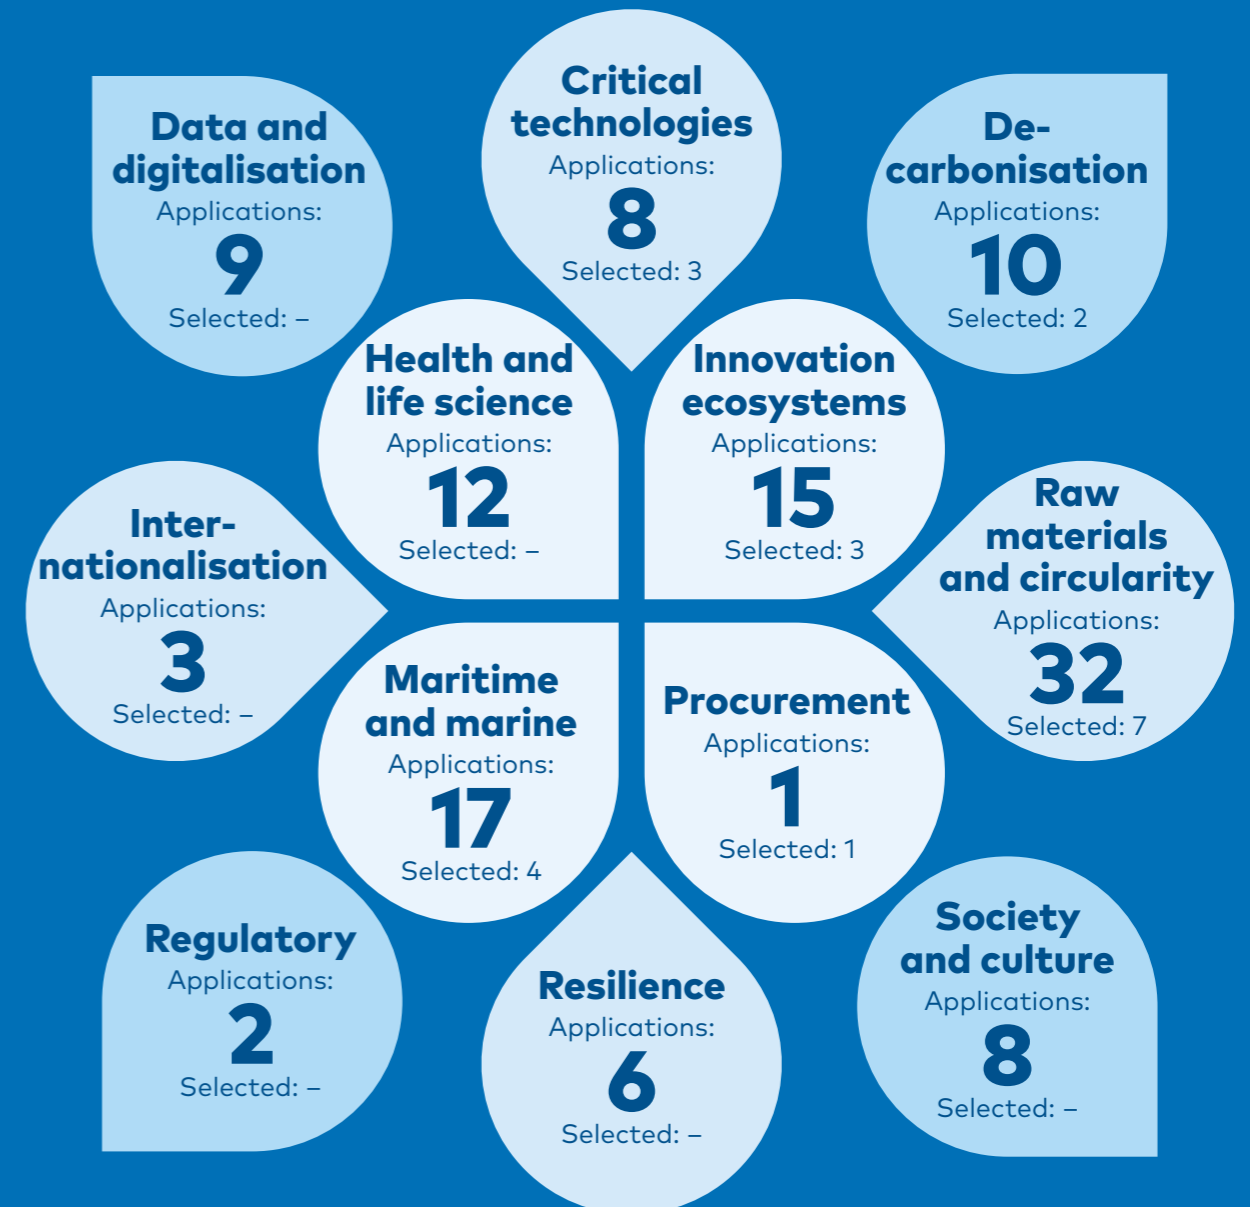 Data and
digitalisation
Applications:
9
Selected: –
Critical
technologies
Applications:
8
Selected: 3
De-
carbonisation
Applications:
10
Selected: 2
Health and
life science
Applications:
12
Selected: –
Innovation
ecosystems
Applications:
15
Selected: 3
Inter-
nationalisation
Applications:
3
Selected: –
Raw
materials
and circularity
Applications:
32
Selected: 7
Maritime
and marine
Applications:
17
Selected: 4
Procurement
Applications:
1
Selected: 1
Regulatory
Applications:
2
Selected: –
Resilience
Applications:
6
Selected: –
Society
and culture
Applications:
8
Selected: –